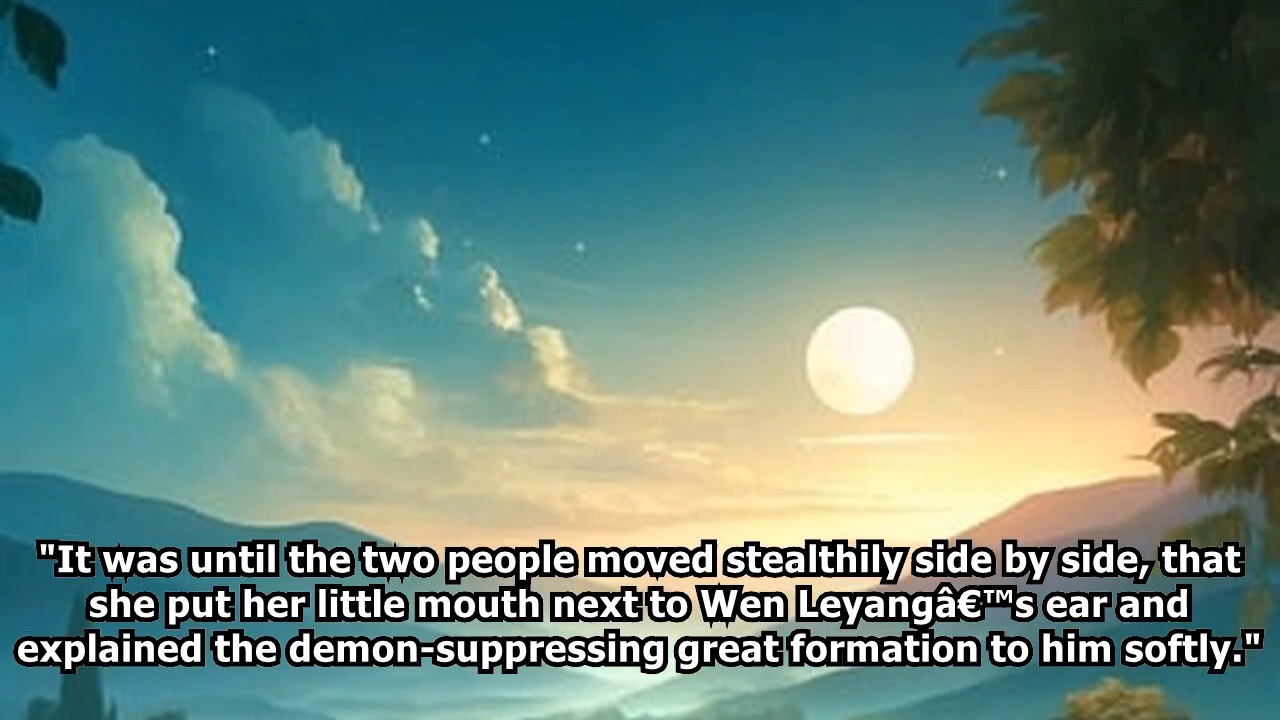 "It was until the two people moved stealthily side by side, that
she put her little mouth next to Wen Leyangâ€™s ear and
explained the demon-suppressing great formation to him softly."